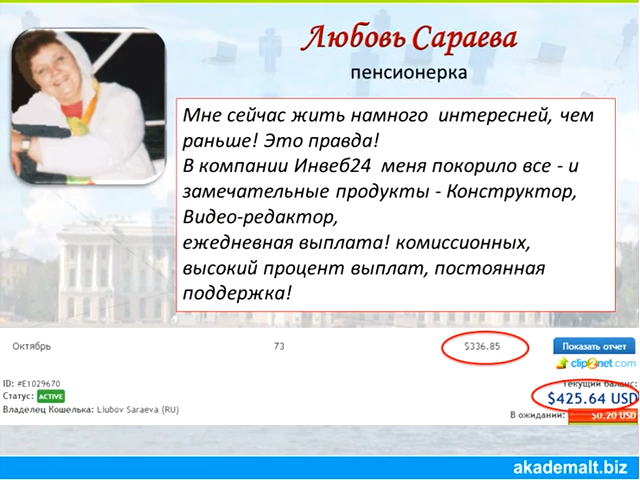 Любовь Сараева
пенсионерка
Мне сейчас жить намного интересней, чем
раньше! Это правда!
В компании Инвеб24 меня покорило все - и
замечательные продукты - Конструктор,
Видео-редактор,
ежедневная выплата! комиссионных,
высокий процент выплат, постоянная
поддержка!
Октябрь 73 $336.85 Показать отчет
clip2net.com
ID: #E1029670 Текущий баланс:
Статус: ACTIVE $425.64 USD
Владелец Кошелька: Liubov Saraeva (RU)
В ожидании: $0.20 USD
akademalt.biz